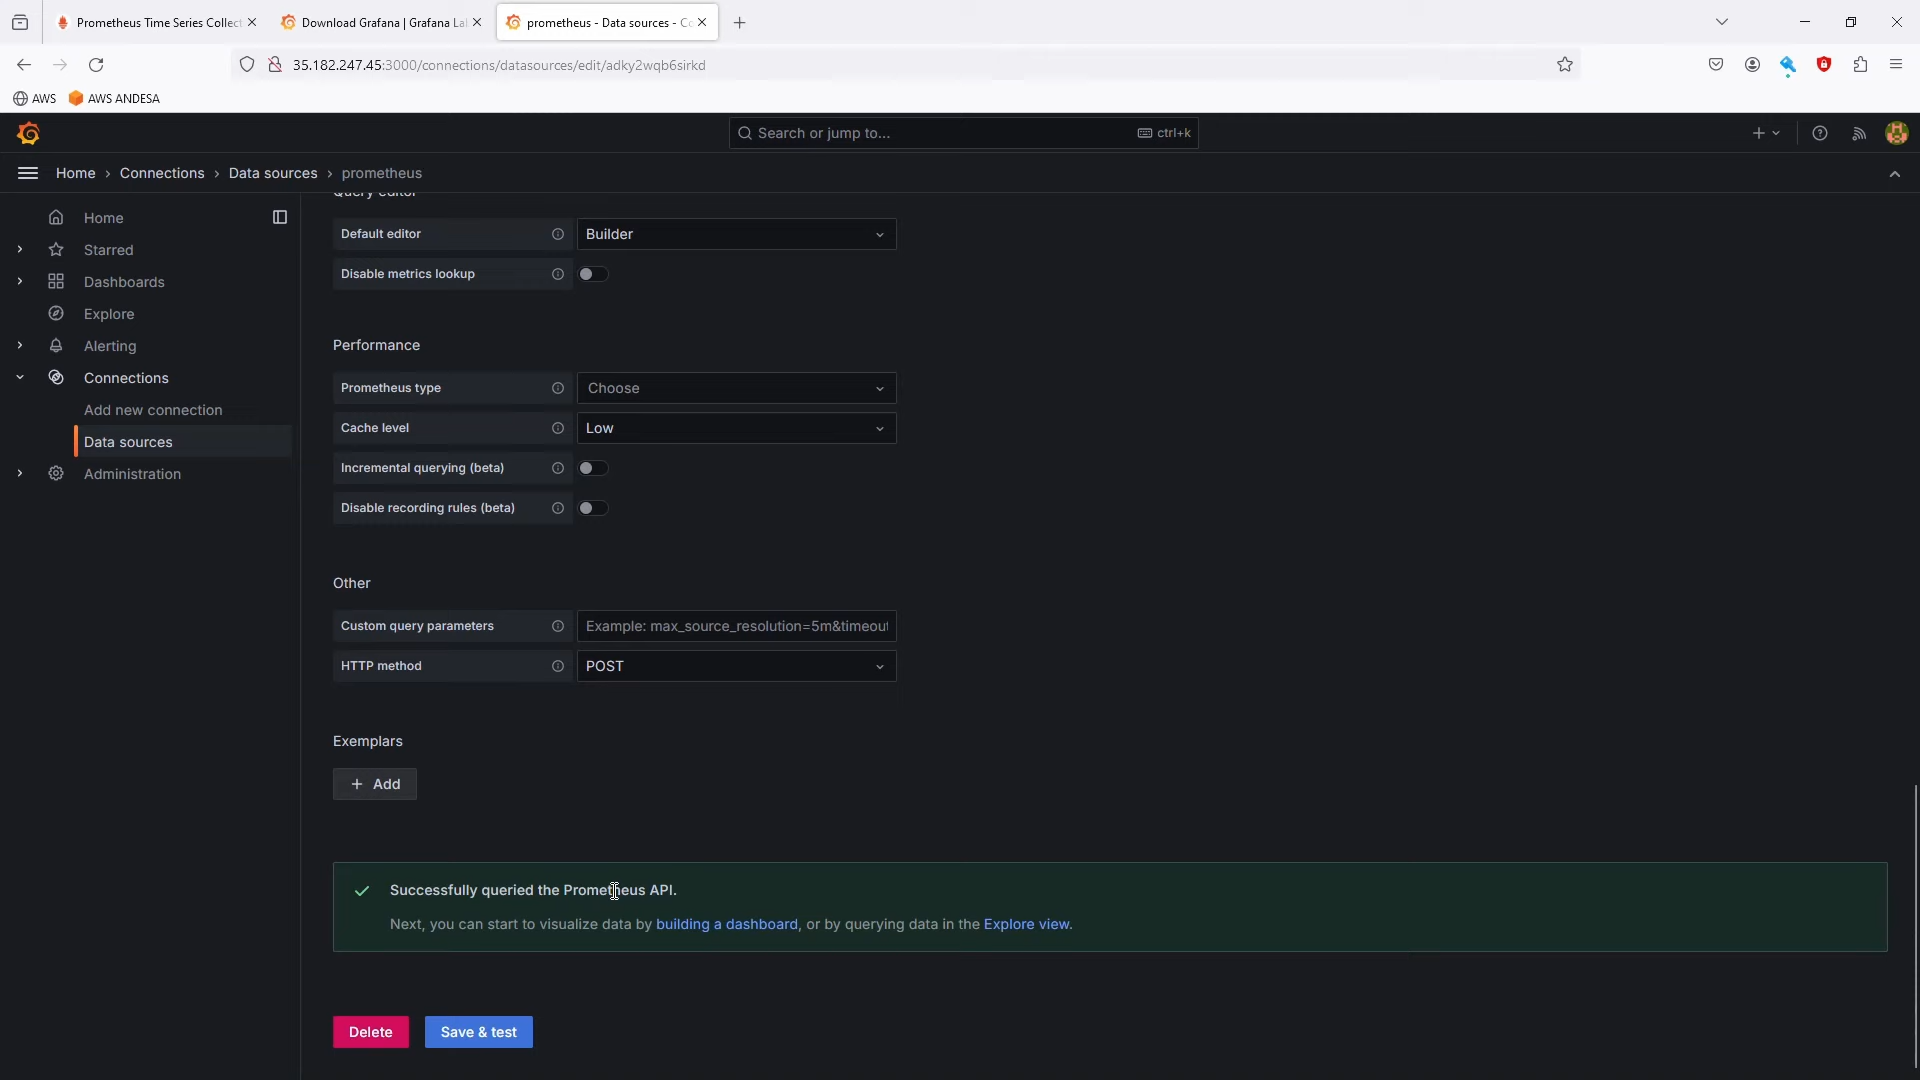 Prometheus Time Series Collect
Download Grafana | Grafana La
prometheus - Data sources - Co
35.182.247.45:3000/connections/datasources/edit/adky2wqb6sirkd
AWS
AWS ANDESA
Search or jump to...
ctrl+k
Home › Connections › Data sources › prometheus
Home
Starred
Dashboards
Explore
Alerting
Connections
Add new connection
Data sources
Administration
Query editor
Default editor
Builder
Disable metrics lookup
Performance
Prometheus type
Choose
Cache level
Low
Incremental querying (beta)
Disable recording rules (beta)
Other
Custom query parameters
Example: max_source_resolution=5m&timeout
HTTP method
POST
Exemplars
+ Add
Successfully queried the Prometheus API.
Next, you can start to visualize data by building a dashboard, or by querying data in the Explore view.
Delete
Save & test